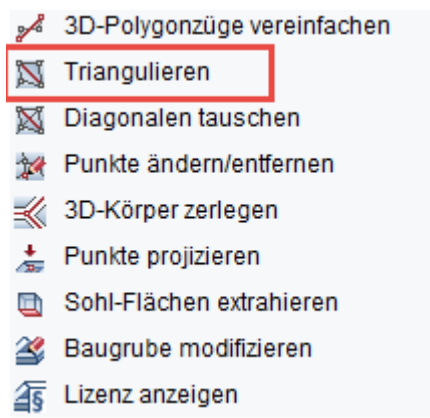 3D-Polygonzüge vereinfachen
Triangulieren
Diagonalen tauschen
Punkte ändern/entfernen
3D-Körper zerlegen
Punkte projizieren
Sohl-Flächen extrahieren
Baugrube modifizieren
Lizenz anzeigen